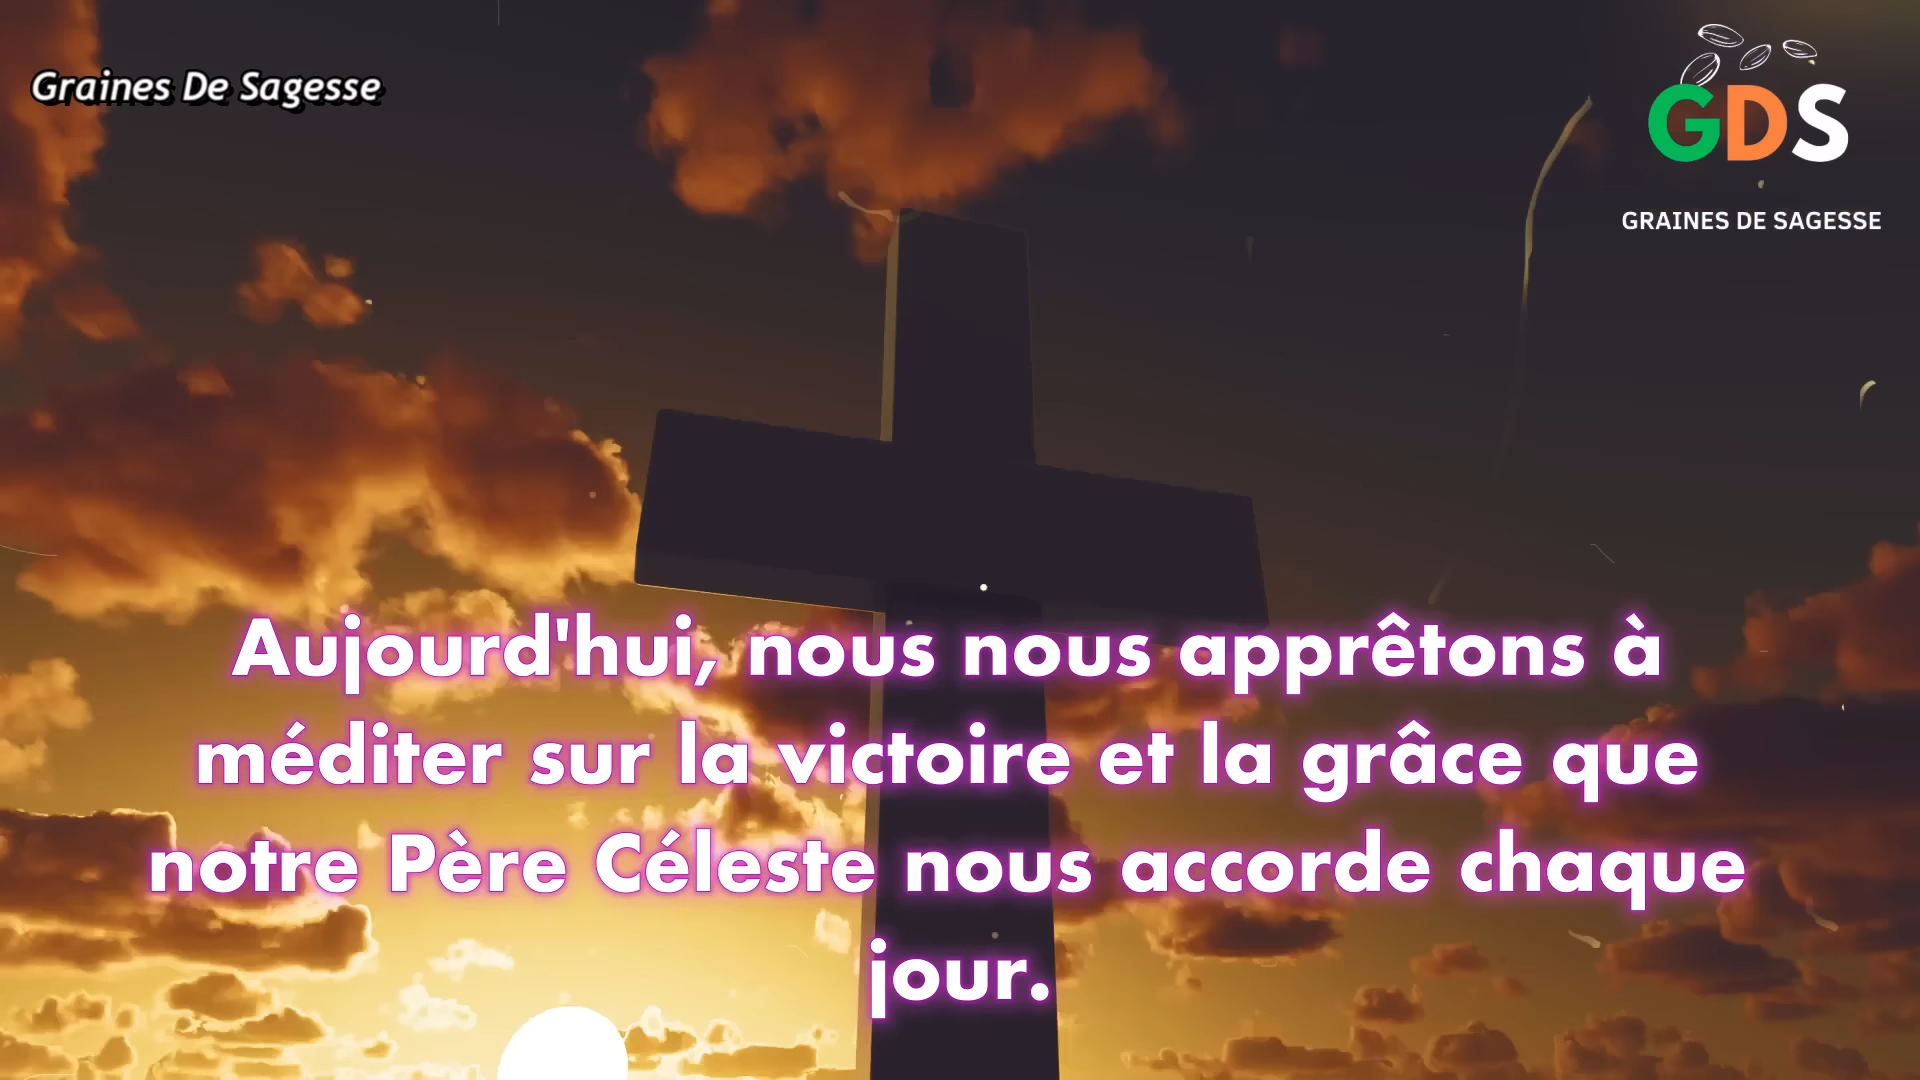 Graines De Sagesse
GDS
GRAINES DE SAGESSE
Aujourd'hui, nous nous apprêtons à
méditer sur la victoire et la grâce que
notre Père Céleste nous accorde chaque
jour.